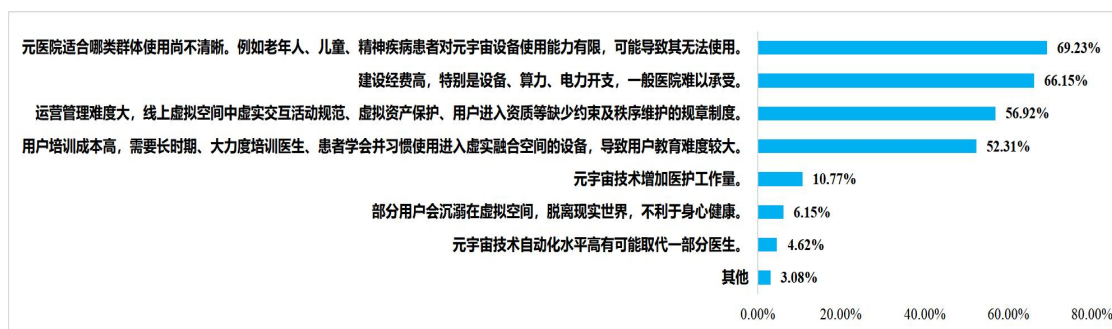 元医院适合哪类群体使用尚不清晰。例如老年人、儿童、精神疾病患者对元宇宙设备使用能力有限，可能导致其无法使用。 69.23%
建设经费高，特别是设备、算力、电力开支，一般医院难以承受。 66.15%
运营管理难度大，线上虚拟空间中虚实交互活动规范、虚拟资产保护、用户进入资质等缺少约束及秩序维护的规章制度。 56.92%
用户培训成本高，需要长时期、大力度培训医生、患者学会并习惯使用进入虚实融合空间的设备，导致用户教育难度较大。 52.31%
元宇宙技术增加医护工作量。 10.77%
部分用户会沉溺在虚拟空间，脱离现实世界，不利于身心健康。 6.15%
元宇宙技术自动化水平高有可能取代一部分医生。 4.62%
其他 3.08%
0.00% 20.00% 40.00% 60.00% 80.00%